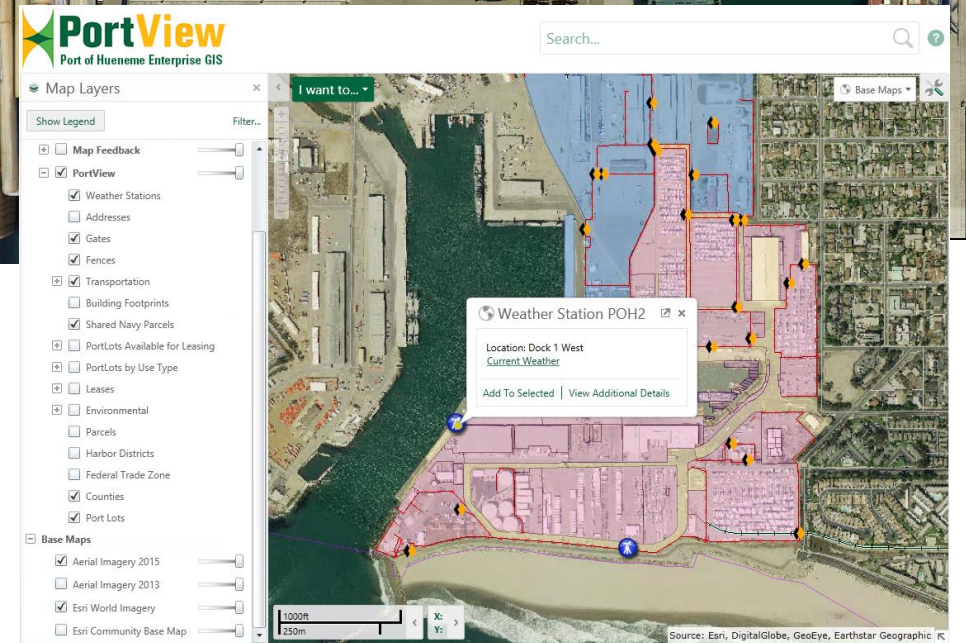 PortView
Port of Hueneme Enterprise GIS
Search...
?
Map Layers
×
I want to...
Base Maps
Show Legend
Filter...
Map Feedback
PortView
Weather Stations
Addresses
Gates
Fences
Transportation
Building Footprints
Shared Navy Parcels
PortLots Available for Leasing
PortLots by Use Type
Leases
Environmental
Parcels
Harbor Districts
Federal Trade Zone
Counties
Port Lots
Base Maps
Aerial Imagery 2015
Aerial Imagery 2013
Esri World Imagery
Esri Community Base Map
Weather Station POH2
×
Location: Dock 1 West
Current Weather
Add To Selected | View Additional Details
1000ft
250m
X:
Y:
Source: Esri, DigitalGlobe, GeoEye, Earthstar Geographic